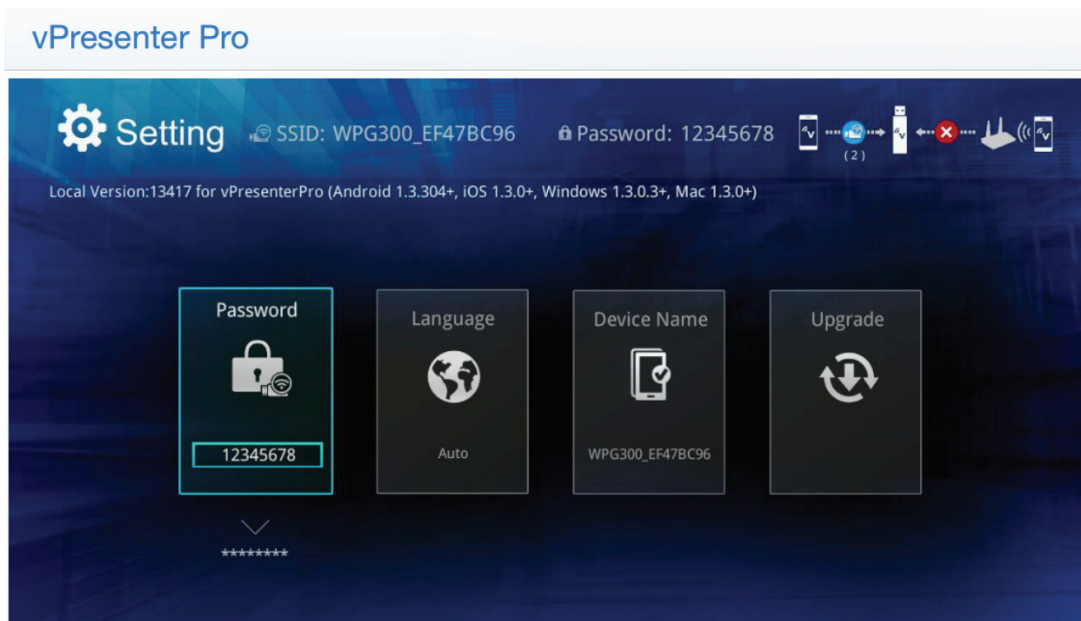 vPresenter Pro
Setting SSID: WPG300_EF47BC96 Password: 12345678
(2)
Local Version:13417 for vPresenterPro (Android 1.3.304+, iOS 1.3.0+, Windows 1.3.0.3+, Mac 1.3.0+)
Password Language Device Name Upgrade
12345678 Auto WPG300_EF47BC96
********